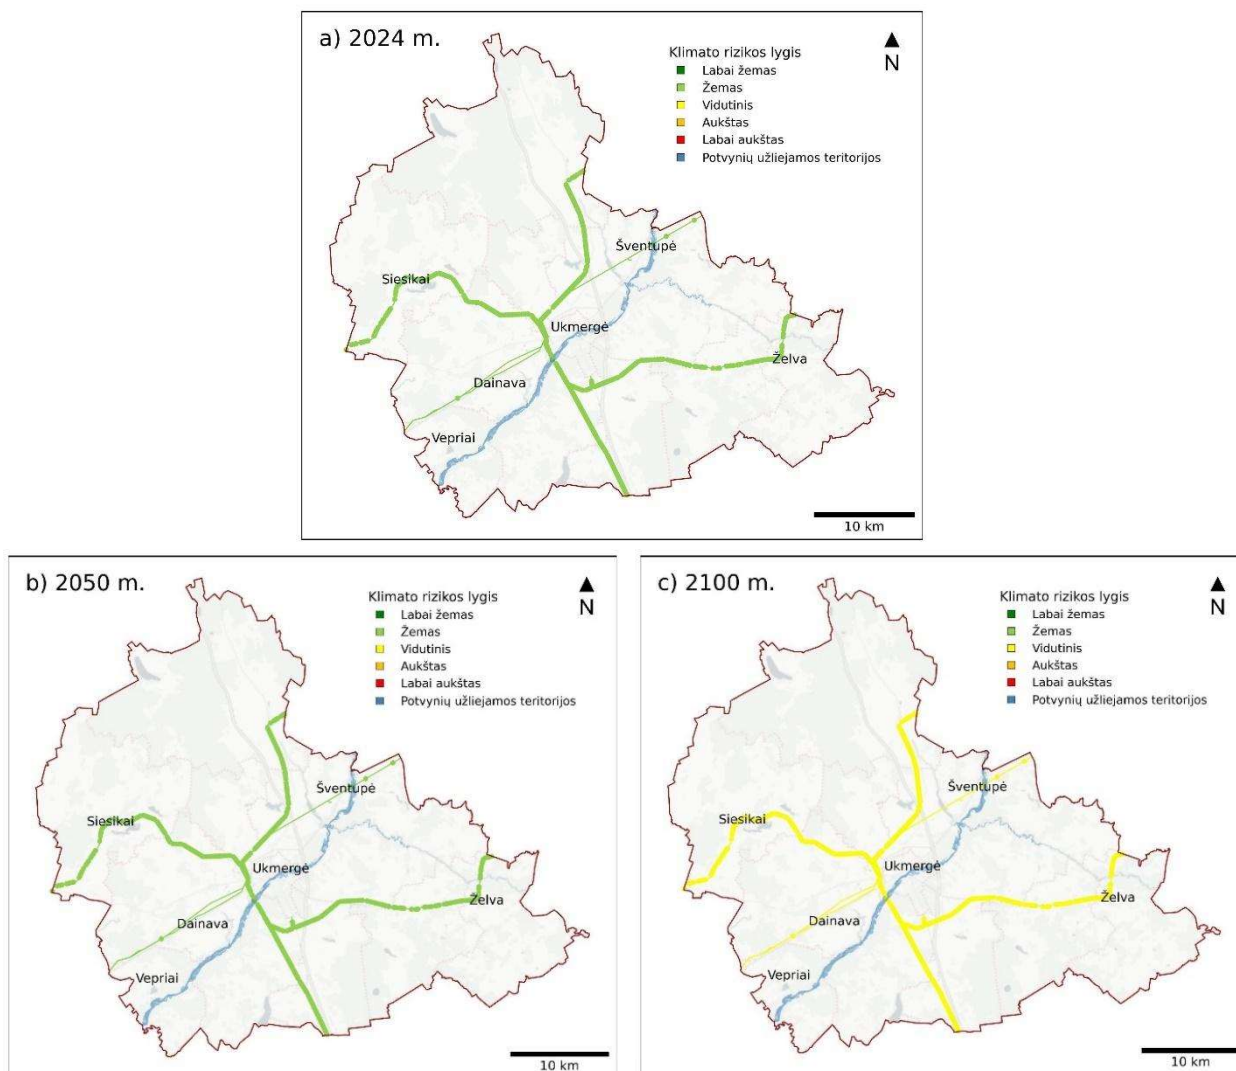 a) 2024 m.
Klimato rizikos lygis
Labai žemas
Žemas
Vidutinis
Aukštas
Labai aukštas
Potvynių užliejamos teritorijos
N
Šventupė
Siesikai
Ukmergė
Želva
Dainava
Vepriai
10 km
b) 2050 m.
Klimato rizikos lygis
Labai žemas
Žemas
Vidutinis
Aukštas
Labai aukštas
Potvynių užliejamos teritorijos
N
Šventupė
Siesikai
Ukmergė
Želva
Dainava
Vepriai
10 km
c) 2100 m.
Klimato rizikos lygis
Labai žemas
Žemas
Vidutinis
Aukštas
Labai aukštas
Potvynių užliejamos teritorijos
N
Šventupė
Siesikai
Ukmergė
Želva
Dainava
Vepriai
10 km